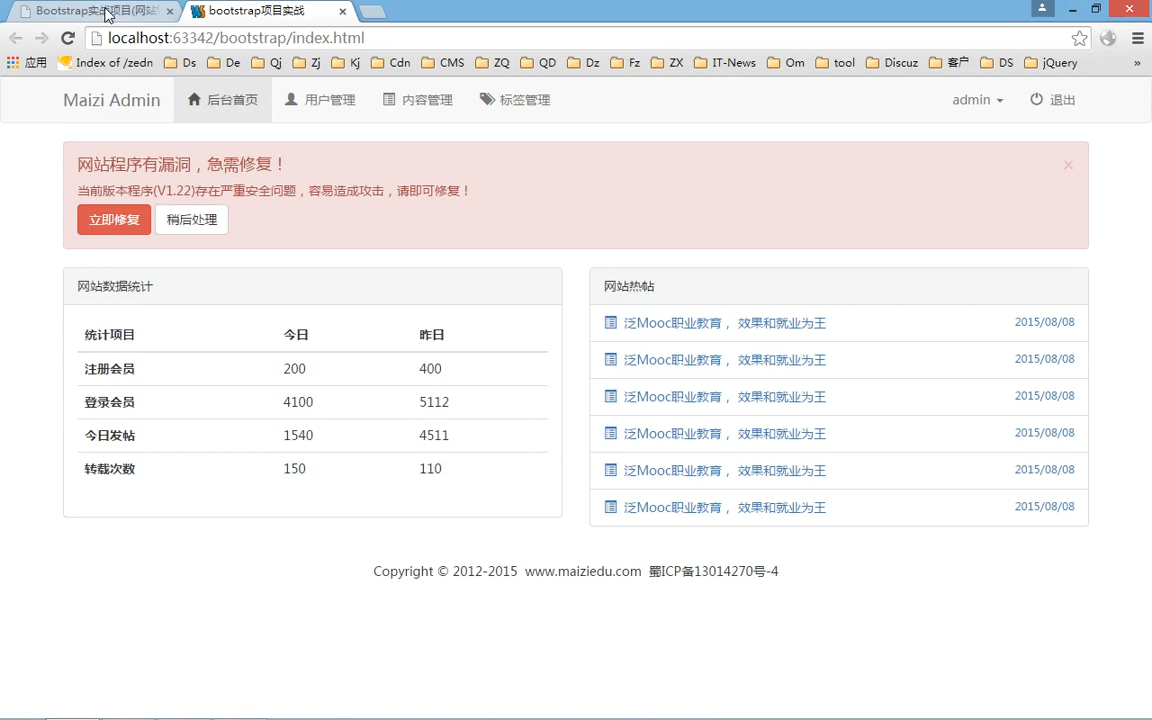 Bootstrap实战项目(网站
bootstrap项目实战
localhost:63342/bootstrap/index.html
应用 Index of /zedn Ds De Qj Zj Kj Cdn CMS ZQ QD Dz Fz ZX IT-News Om tool Discuz 客户 DS jQuery »
Maizi Admin 后台首页 用户管理 内容管理 标签管理 admin 退出
网站程序有漏洞，急需修复！ ×
当前版本程序(V1.22)存在严重安全问题，容易造成攻击，请即可修复！
立即修复 稍后处理
网站数据统计
统计项目 今日 昨日
注册会员 200 400
登录会员 4100 5112
今日发帖 1540 4511
转载次数 150 110
网站热帖
泛Mooc职业教育， 效果和就业为王 2015/08/08
泛Mooc职业教育， 效果和就业为王 2015/08/08
泛Mooc职业教育， 效果和就业为王 2015/08/08
泛Mooc职业教育， 效果和就业为王 2015/08/08
泛Mooc职业教育， 效果和就业为王 2015/08/08
泛Mooc职业教育， 效果和就业为王 2015/08/08
Copyright © 2012-2015 www.maiziedu.com 蜀ICP备13014270号-4